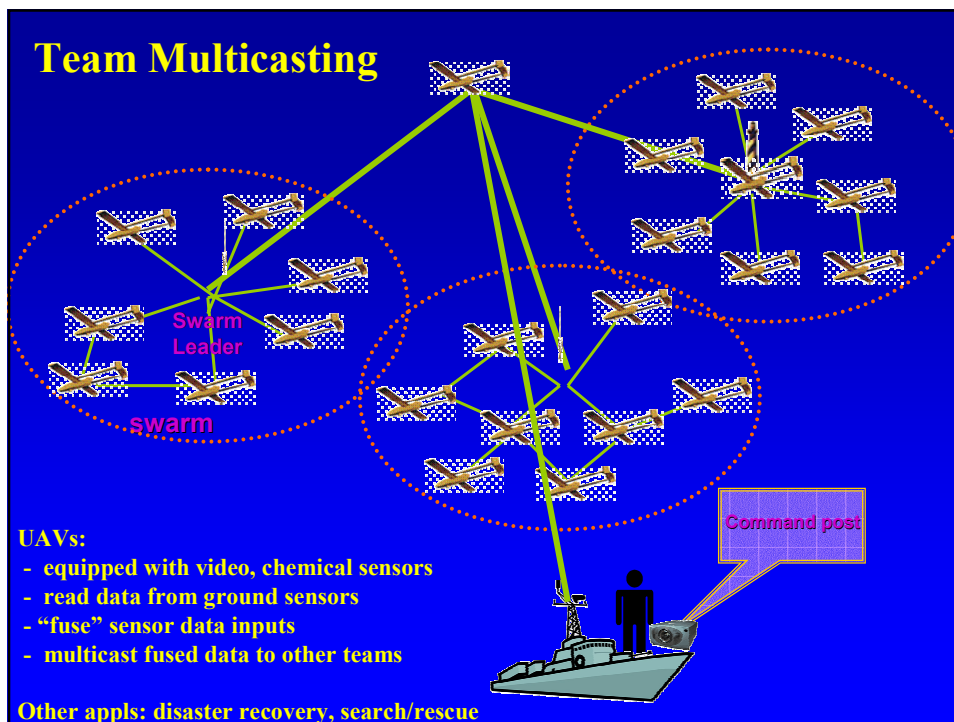 Team Multicasting
Swarm
Leader
swarm
Command post
UAVs:
- equipped with video, chemical sensors
- read data from ground sensors
- “fuse” sensor data inputs
- multicast fused data to other teams
Other appls: disaster recovery, search/rescue